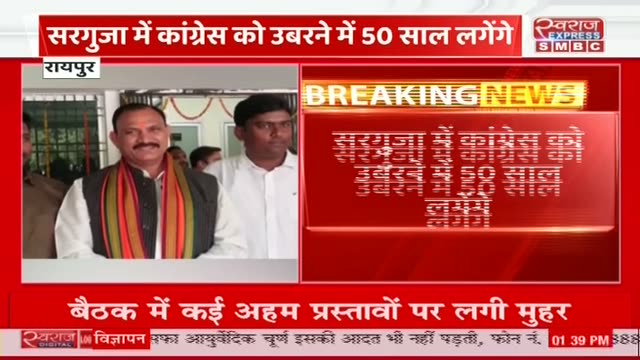 सरगुजा में कांग्रेस को उबरने में 50 साल लगेंगे
स्वराज
EXPRESS
SMBC
रायपुर
BREAKING NEWS
सरगुजा में कांग्रेस को
उबरने में 50 साल
लगेंगे
बैठक में कई अहम प्रस्तावों पर लगी मुहर
स्वराज
DIGITAL
विज्ञापन
आयुर्वेदिक चूर्ण इसकी आदत भी नहीं पड़ती, फोन नं.
01:39 PM